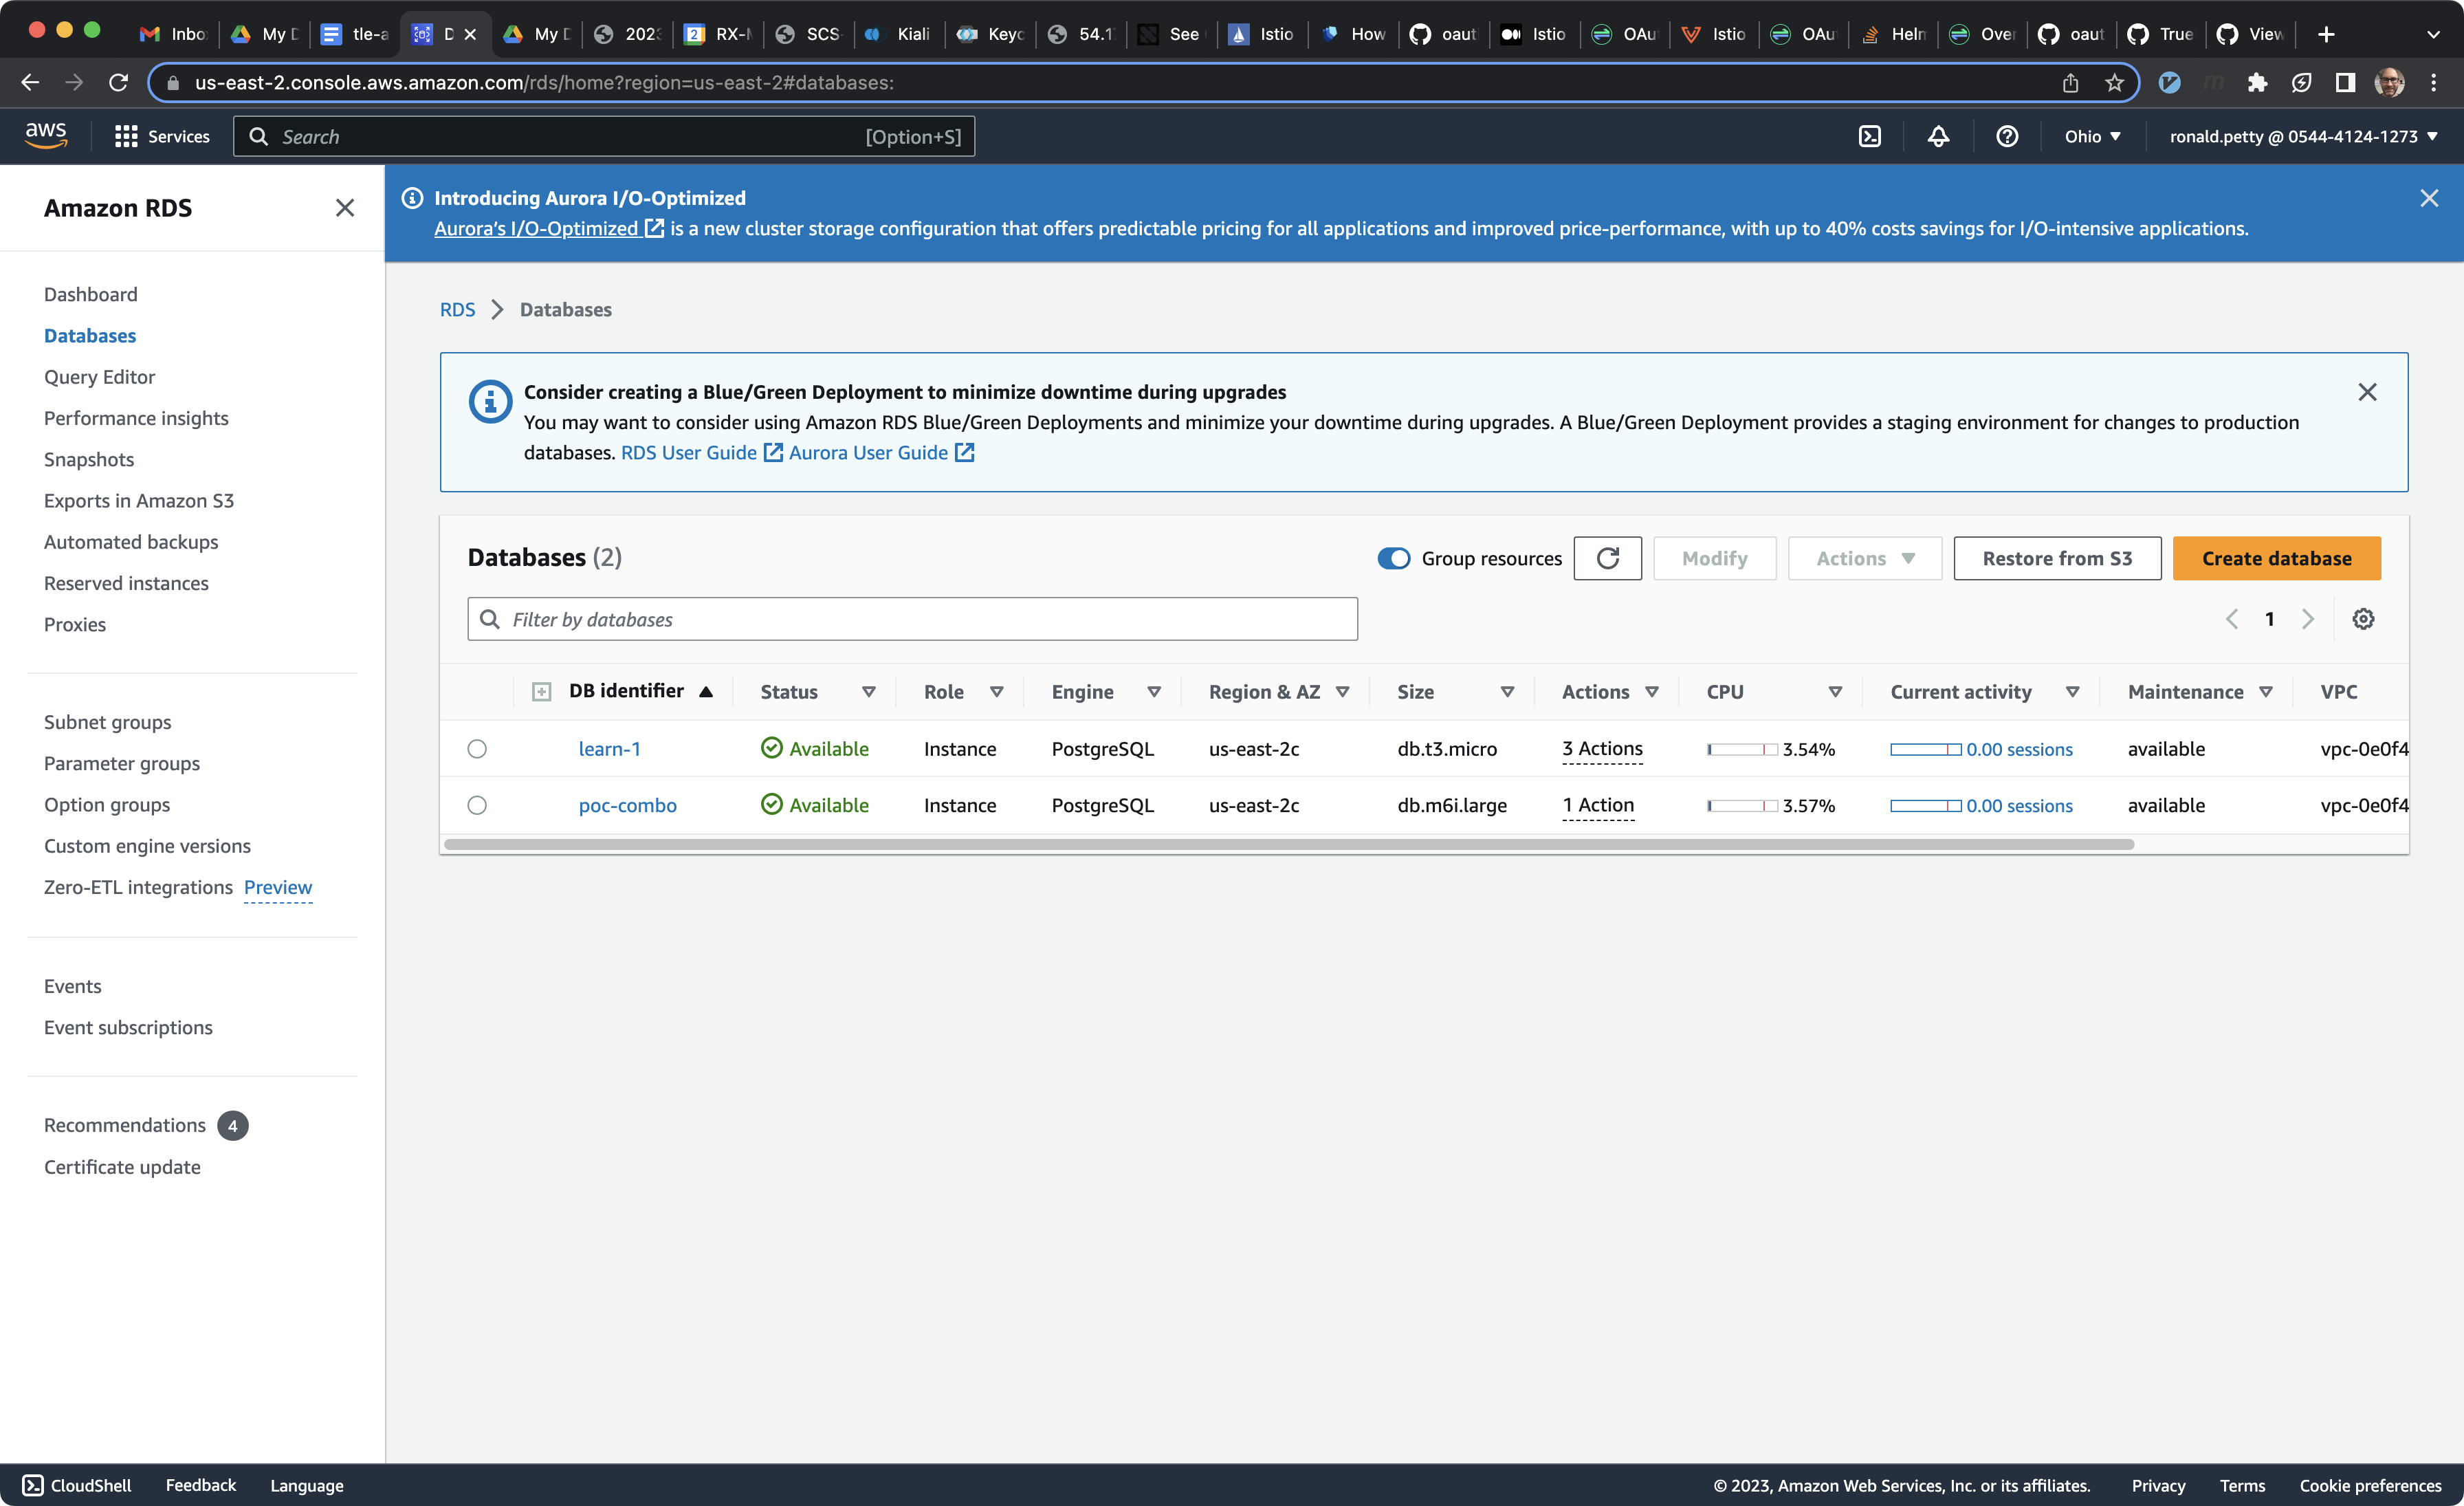 Inbo
My D
tle-a
D
My D
2023
RX-M
SCS-
Kiali
Keyc
54.1
See
Istio
How
oaut
Istio
OAu
Istio
OAu
Helm
Over
oaut
True
View
us-east-2.console.aws.amazon.com/rds/home?region=us-east-2#databases:
aws
Services
Search
[Option+S]
Ohio
ronald.petty @ 0544-4124-1273
Amazon RDS
Introducing Aurora I/O-Optimized
Aurora's I/O-Optimized is a new cluster storage configuration that offers predictable pricing for all applications and improved price-performance, with up to 40% costs savings for I/O-intensive applications.
Dashboard
Databases
Query Editor
Performance insights
Snapshots
Exports in Amazon S3
Automated backups
Reserved instances
Proxies
Subnet groups
Parameter groups
Option groups
Custom engine versions
Zero-ETL integrations Preview
Events
Event subscriptions
Recommendations 4
Certificate update
RDS > Databases
Consider creating a Blue/Green Deployment to minimize downtime during upgrades
You may want to consider using Amazon RDS Blue/Green Deployments and minimize your downtime during upgrades. A Blue/Green Deployment provides a staging environment for changes to production
databases. RDS User Guide Aurora User Guide
Databases (2)
Group resources
Modify
Actions
Restore from S3
Create database
Filter by databases
1
DB identifier Status Role Engine Region & AZ Size Actions CPU Current activity Maintenance VPC
learn-1 Available Instance PostgreSQL us-east-2c db.t3.micro 3 Actions 3.54% 0.00 sessions available vpc-0e0f4
poc-combo Available Instance PostgreSQL us-east-2c db.m6i.large 1 Action 3.57% 0.00 sessions available vpc-0e0f4
CloudShell Feedback Language © 2023, Amazon Web Services, Inc. or its affiliates. Privacy Terms Cookie preferences